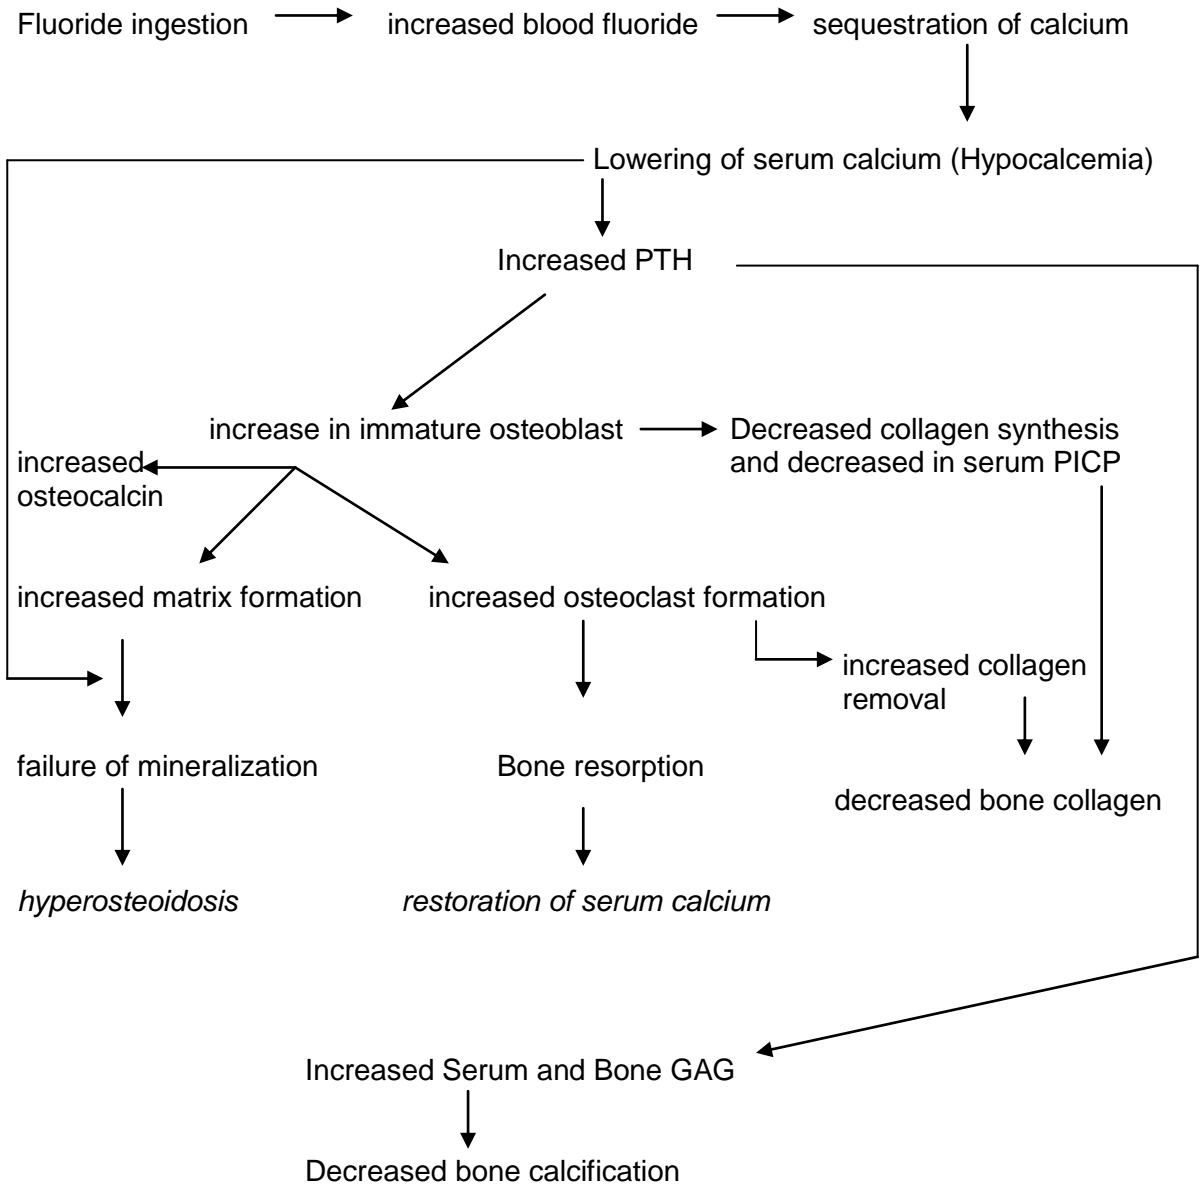 Fluoride ingestion
increased blood fluoride
sequestration of calcium
Lowering of serum calcium (Hypocalcemia)
Increased PTH
increase in immature osteoblast
Decreased collagen synthesis
and decreased in serum PICP
increased
osteocalcin
increased matrix formation
increased osteoclast formation
increased collagen
removal
failure of mineralization
Bone resorption
decreased bone collagen
hyperosteoidosis
restoration of serum calcium
Increased Serum and Bone GAG
Decreased bone calcification